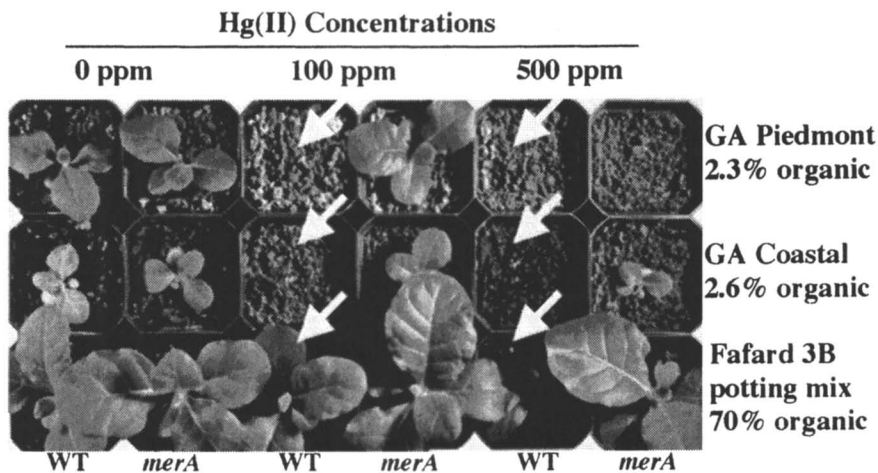 Hg(II) Concentrations
0 ppm 100 ppm 500 ppm
GA Piedmont
2.3% organic
GA Coastal
2.6% organic
Fafard 3B
potting mix
70% organic
WT merA WT merA WT merA